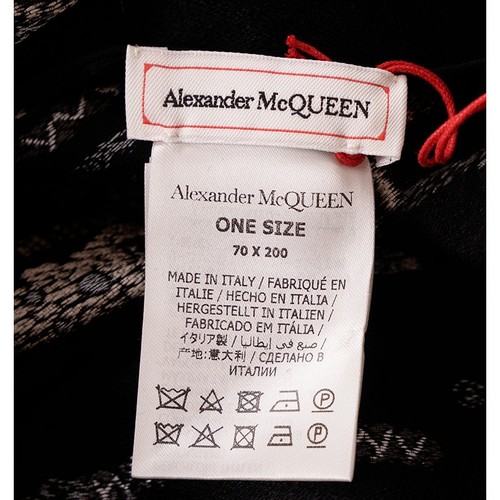 Alexander McQUEEN
Alexander McQUEEN
ONE SIZE
70 X 200
MADE IN ITALY / FABRIQUÉ EN
ITALIE / HECHO EN ITALIA /
HERGESTELLT IN ITALIEN /
FABRICADO EM ITÁLIA /
イタリア製 / صنع في إيطاليا /
产地:意大利 / СДЕЛАНО В
ИТАЛИИ
P
P